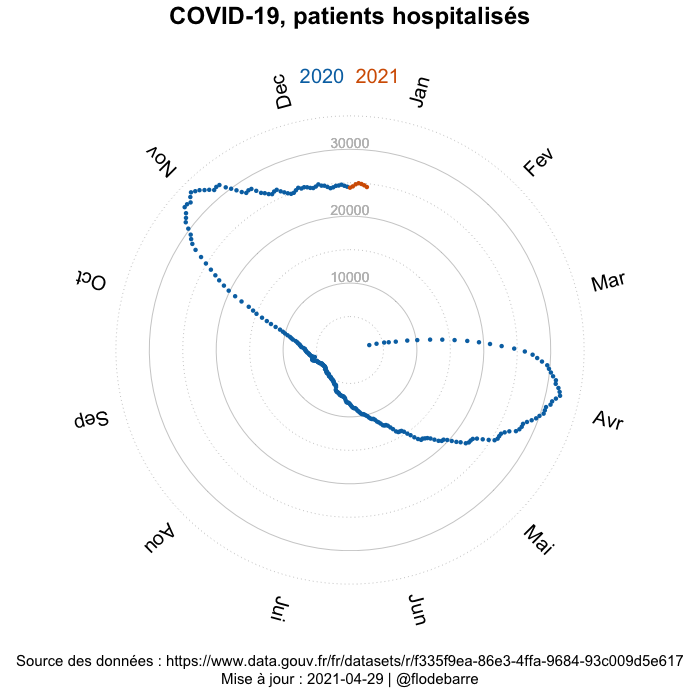 COVID-19, patients hospitalisés
2020 2021
Jan
Fev
Mar
Avr
Mai
Jun
Jui
Aou
Sep
Oct
Nov
Dec
30000
20000
10000
Source des données : https://www.data.gouv.fr/fr/datasets/r/f335f9ea-86e3-4ffa-9684-93c009d5e617
Mise à jour : 2021-04-29 | @flodebarre